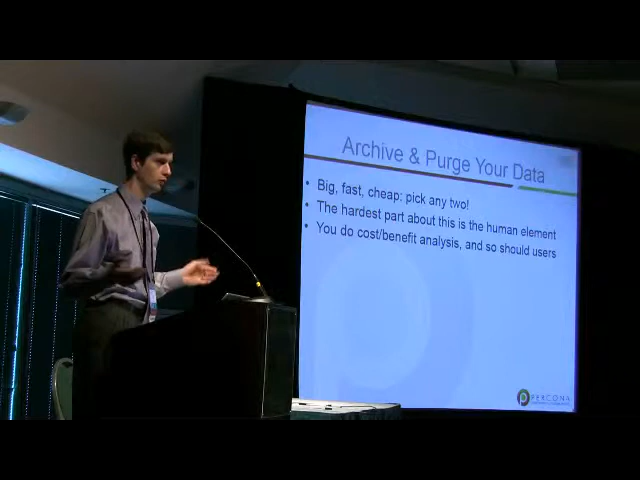 Archive & Purge Your Data
• Big, fast, cheap: pick any two!
• The hardest part about this is the human element
• You do cost/benefit analysis, and so should users
PERCONA